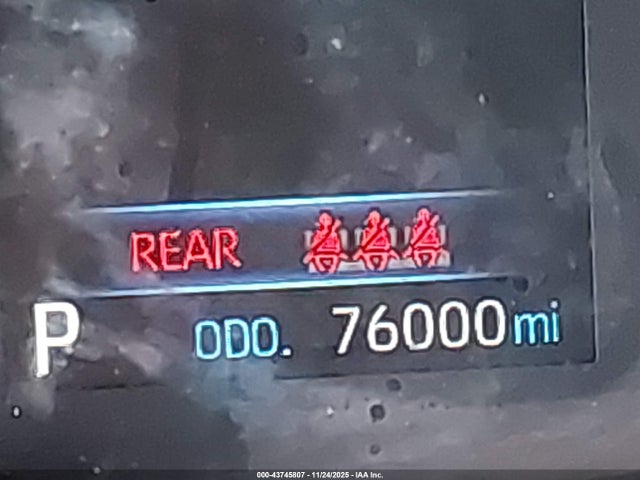 REAR
P ODO. 76000mi
000-43745807 - 11/24/2025 - IAA Inc.